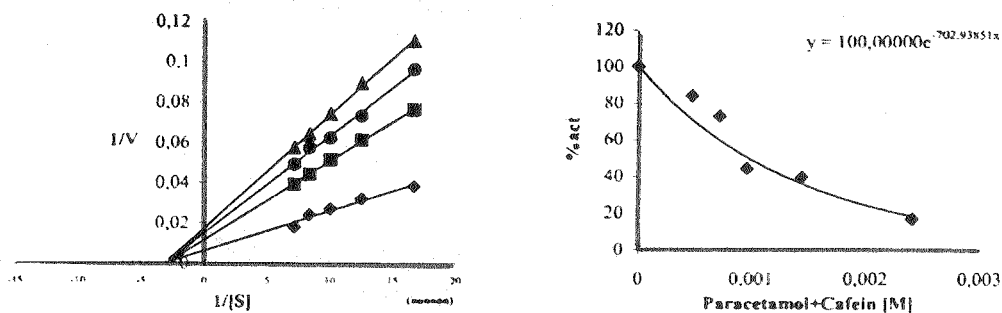 0,12
0,1
0,08
1/V
0,06
0,04
0,02
-15 -10 -5 0 5 10 15 20
1/[S]
y = 100,00000e^-702.93851x
120
100
80
60
40
20
0
% act
0 0,001 0,002 0,003
Paracetamol+Cafein [M]